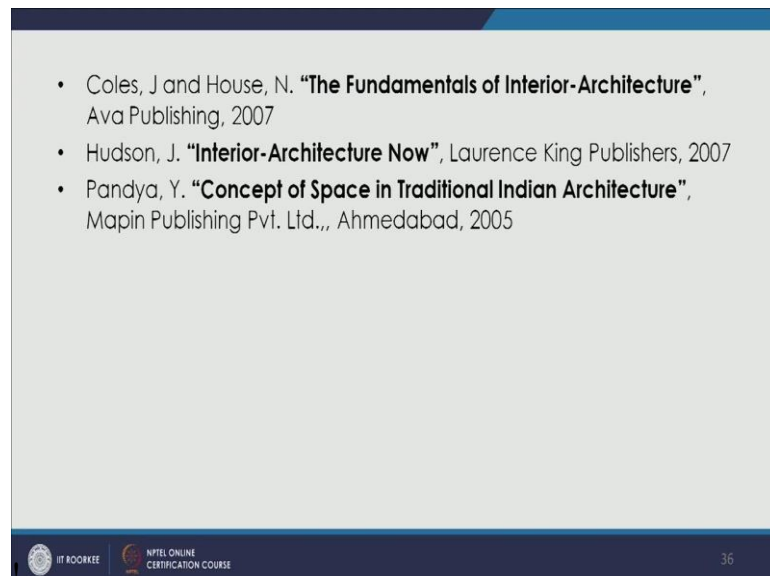 • Coles, J and House, N. “The Fundamentals of Interior-Architecture”,
Ava Publishing, 2007
• Hudson, J. “Interior-Architecture Now”, Laurence King Publishers, 2007
• Pandya, Y. “Concept of Space in Traditional Indian Architecture”,
Mapin Publishing Pvt. Ltd.,, Ahmedabad, 2005
IIT ROORKEE
NPTEL ONLINE
CERTIFICATION COURSE
36